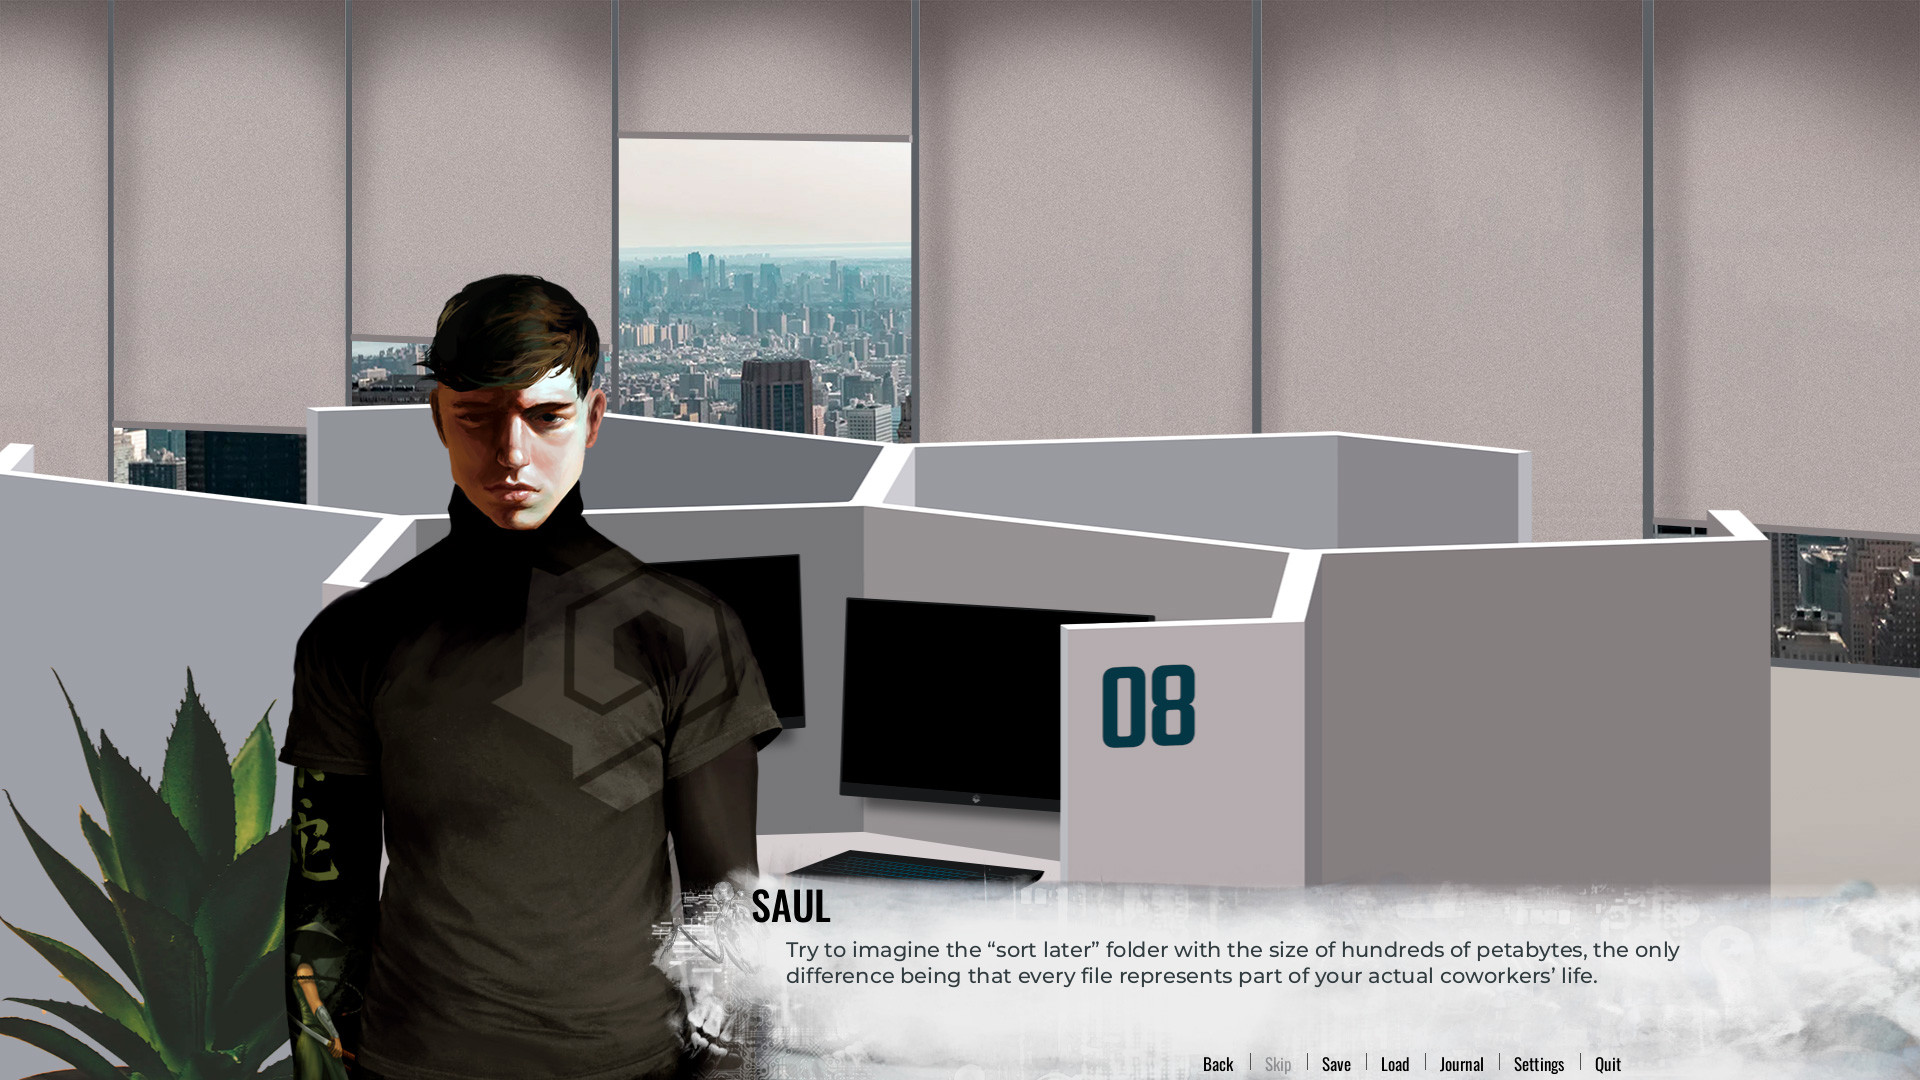 08
蛇
SAUL
Try to imagine the “sort later” folder with the size of hundreds of petabytes, the only
difference being that every file represents part of your actual coworkers’ life.
Back | Skip | Save | Load | Journal | Settings | Quit